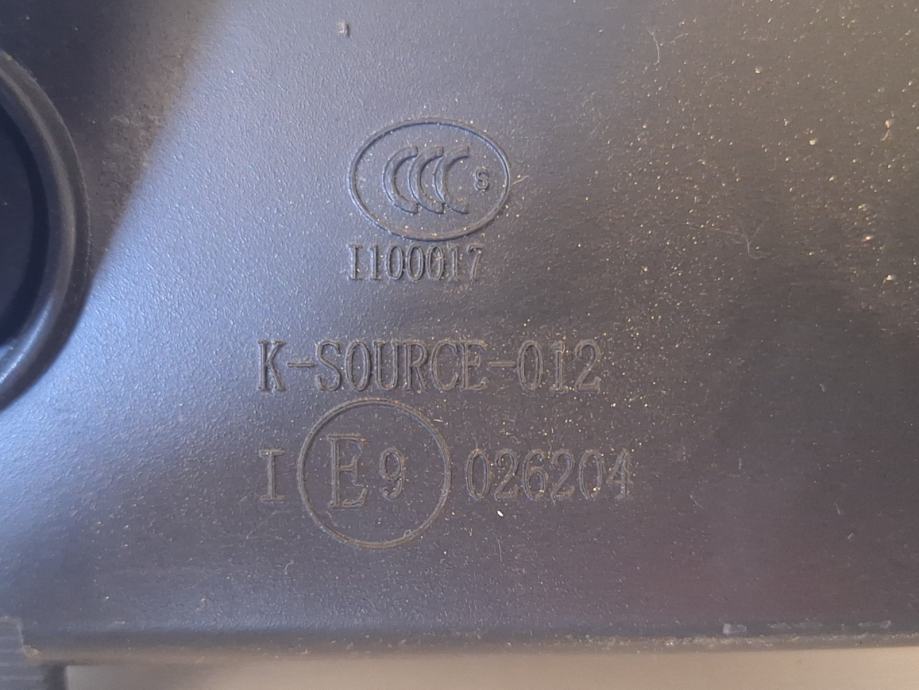 CCC S
I100017
K-SOURCE-012
I E9 026204